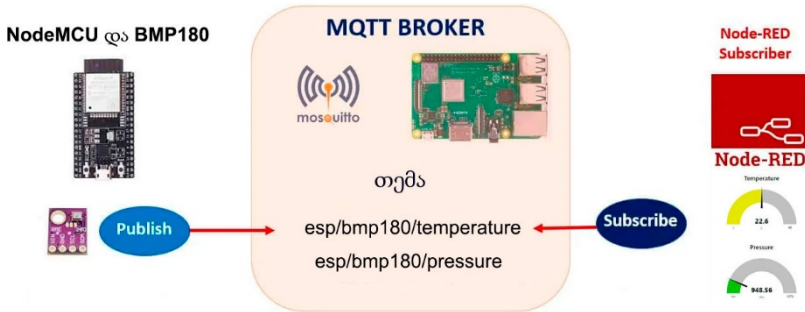 NodeMCU და BMP180
Publish
MQTT BROKER
mosquitto
თემა
esp/bmp180/temperature
esp/bmp180/pressure
Subscribe
Node-RED
Subscriber
Node-RED
Temperature
22.6
Pressure
948.56